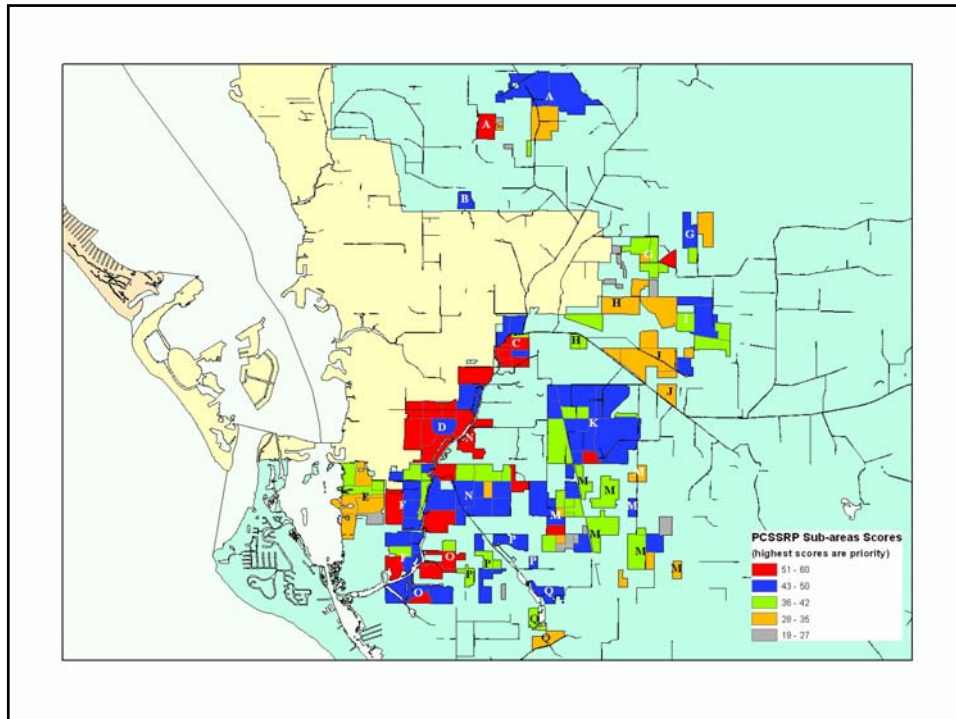 A
A
B
G
G
H
C
H
I
J
J
D
K
N
E
F
N
M
M
M
M
M
M
M
O
P
P
P
O
Q
Q
Q
PCSSRP Sub-areas Scores
(highest scores are priority)
51 - 60
43 - 50
36 - 42
28 - 35
19 - 27